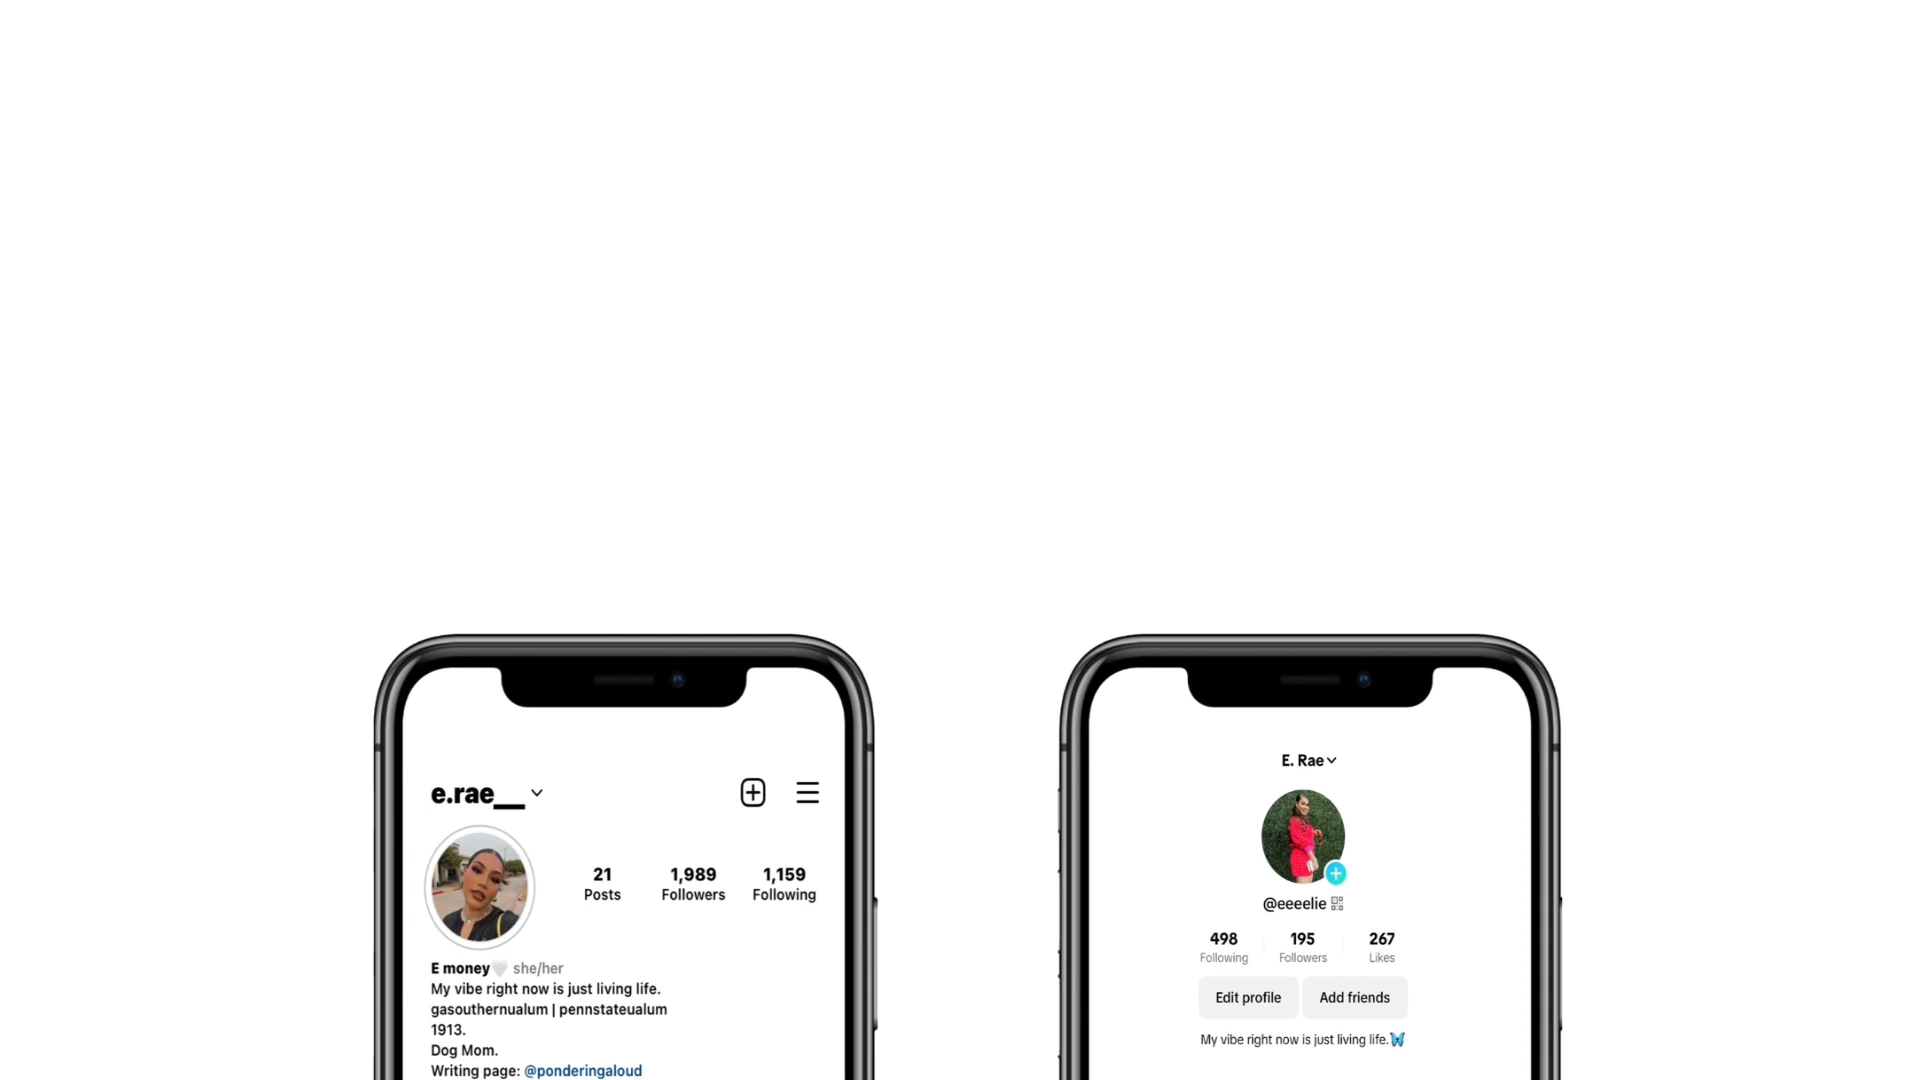 e.rae__
21
Posts
1,989
Followers
1,159
Following
E money🤍 she/her
My vibe right now is just living life.
gasouthernualum | pennstateualum
1913.
Dog Mom.
Writing page: @ponderingaloud
E. Rae
@eeeelie
498
Following
195
Followers
267
Likes
Edit profile
Add friends
My vibe right now is just living life.🦋